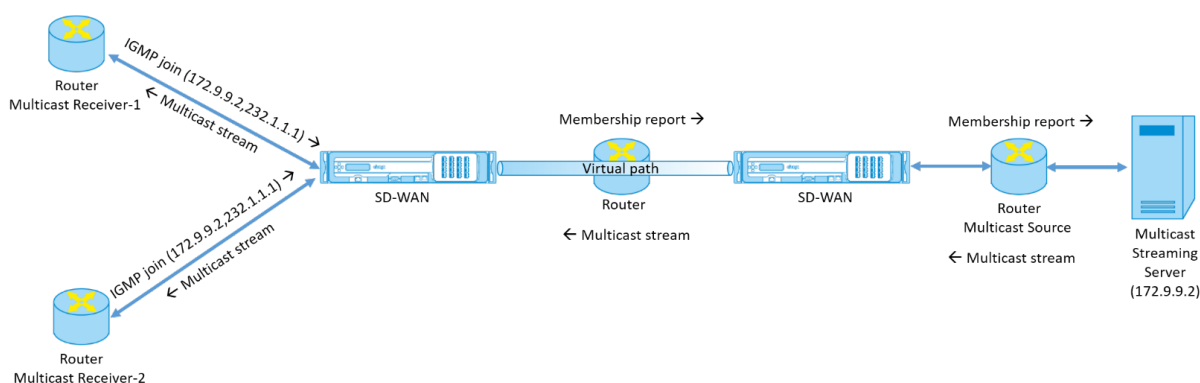 IGMP join (172.9.9.2,232.1.1.1) →
← Multicast stream
Router
Multicast Receiver-1
Membership report →
Membership report →
Virtual path
SD-WAN
Router
SD-WAN
Router
Multicast Source
← Multicast stream
← Multicast stream
Multicast
Streaming
Server
(172.9.9.2)
IGMP join (172.9.9.2,232.1.1.1) →
← Multicast stream
Router
Multicast Receiver-2